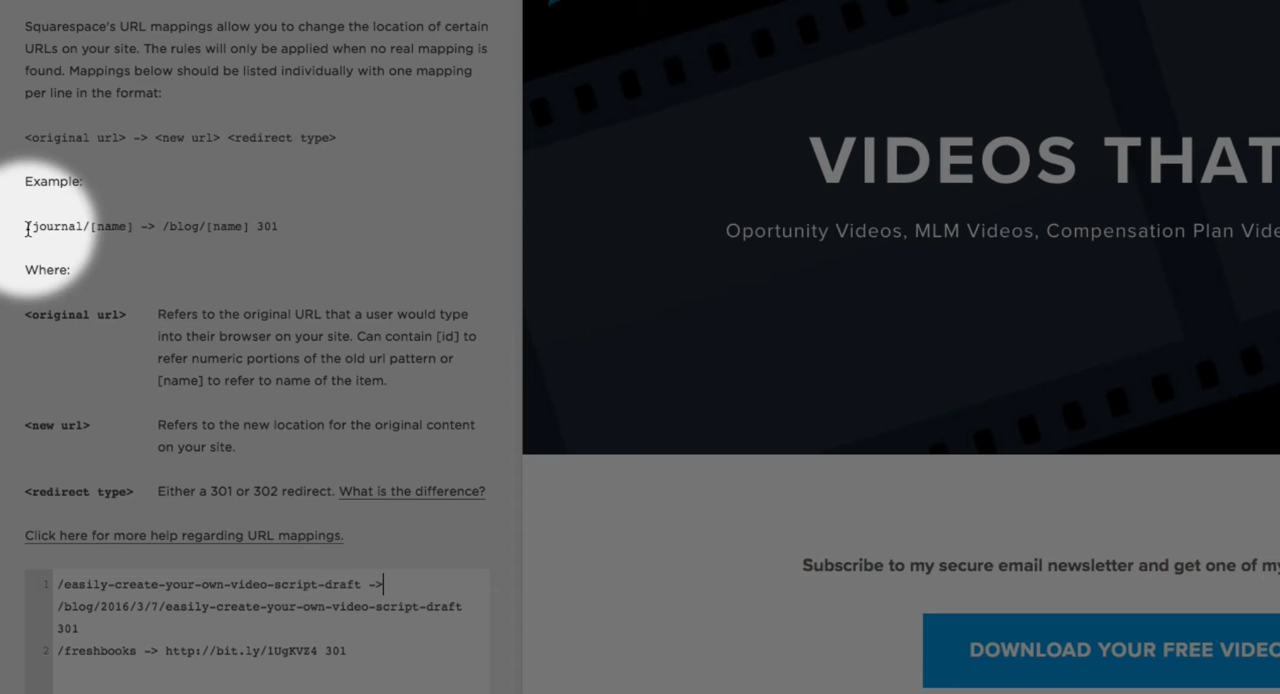 Squarespace's URL mappings allow you to change the location of certain
URLs on your site. The rules will only be applied when no real mapping is
found. Mappings below should be listed individually with one mapping
per line in the format:
<original url> -> <new url> <redirect type>
Example:
/journal/[name] -> /blog/[name] 301
Where:
<original url> Refers to the original URL that a user would type
into their browser on your site. Can contain [id] to
refer numeric portions of the old url pattern or
[name] to refer to name of the item.
<new url> Refers to the new location for the original content
on your site.
<redirect type> Either a 301 or 302 redirect. What is the difference?
Click here for more help regarding URL mappings.
1 /easily-create-your-own-video-script-draft ->
/blog/2016/3/7/easily-create-your-own-video-script-draft
301
2 /freshbooks -> http://bit.ly/1UgKVZ4 301
VIDEOS THAT
Oportunity Videos, MLM Videos, Compensation Plan Vide
Subscribe to my secure email newsletter and get one of my
DOWNLOAD YOUR FREE VIDEO